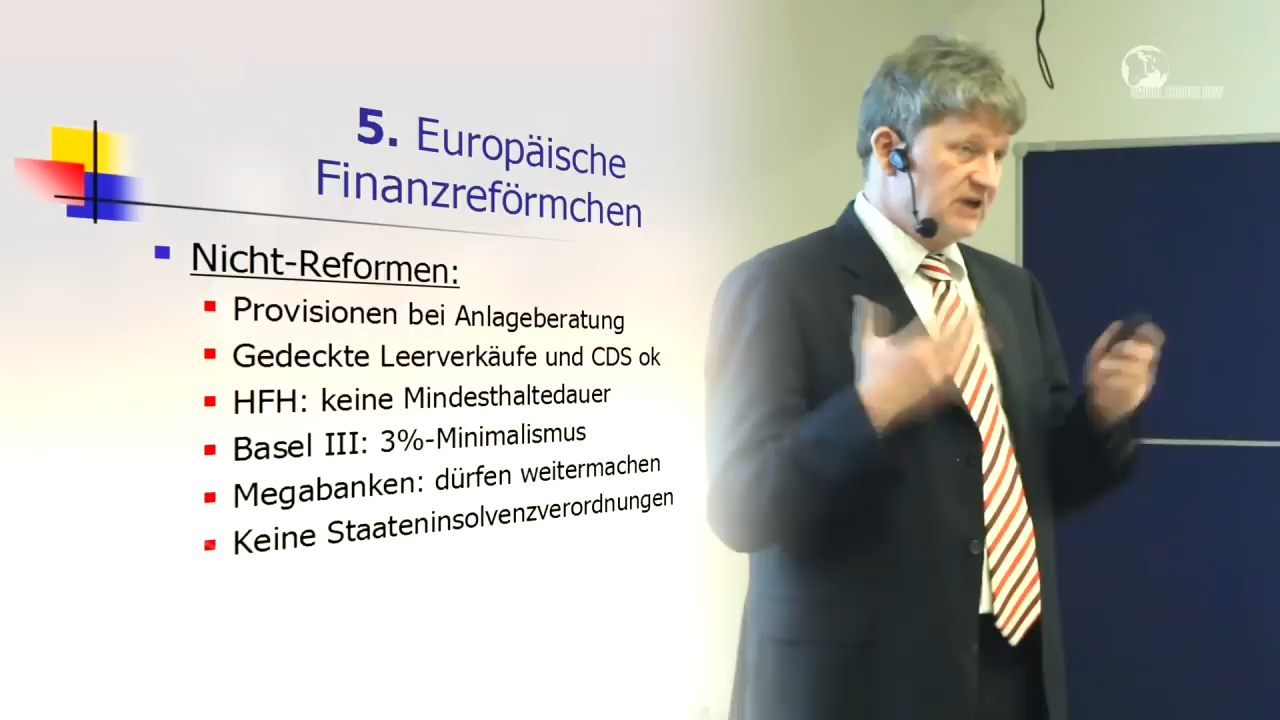 5. Europäische
Finanzreförmchen
Nicht-Reformen:
Provisionen bei Anlageberatung
Gedeckte Leerverkäufe und CDS ok
HFH: keine Mindesthaltedauer
Basel III: 3%-Minimalismus
Megabanken: dürfen weitermachen
Keine Staateninsolvenzverordnungen